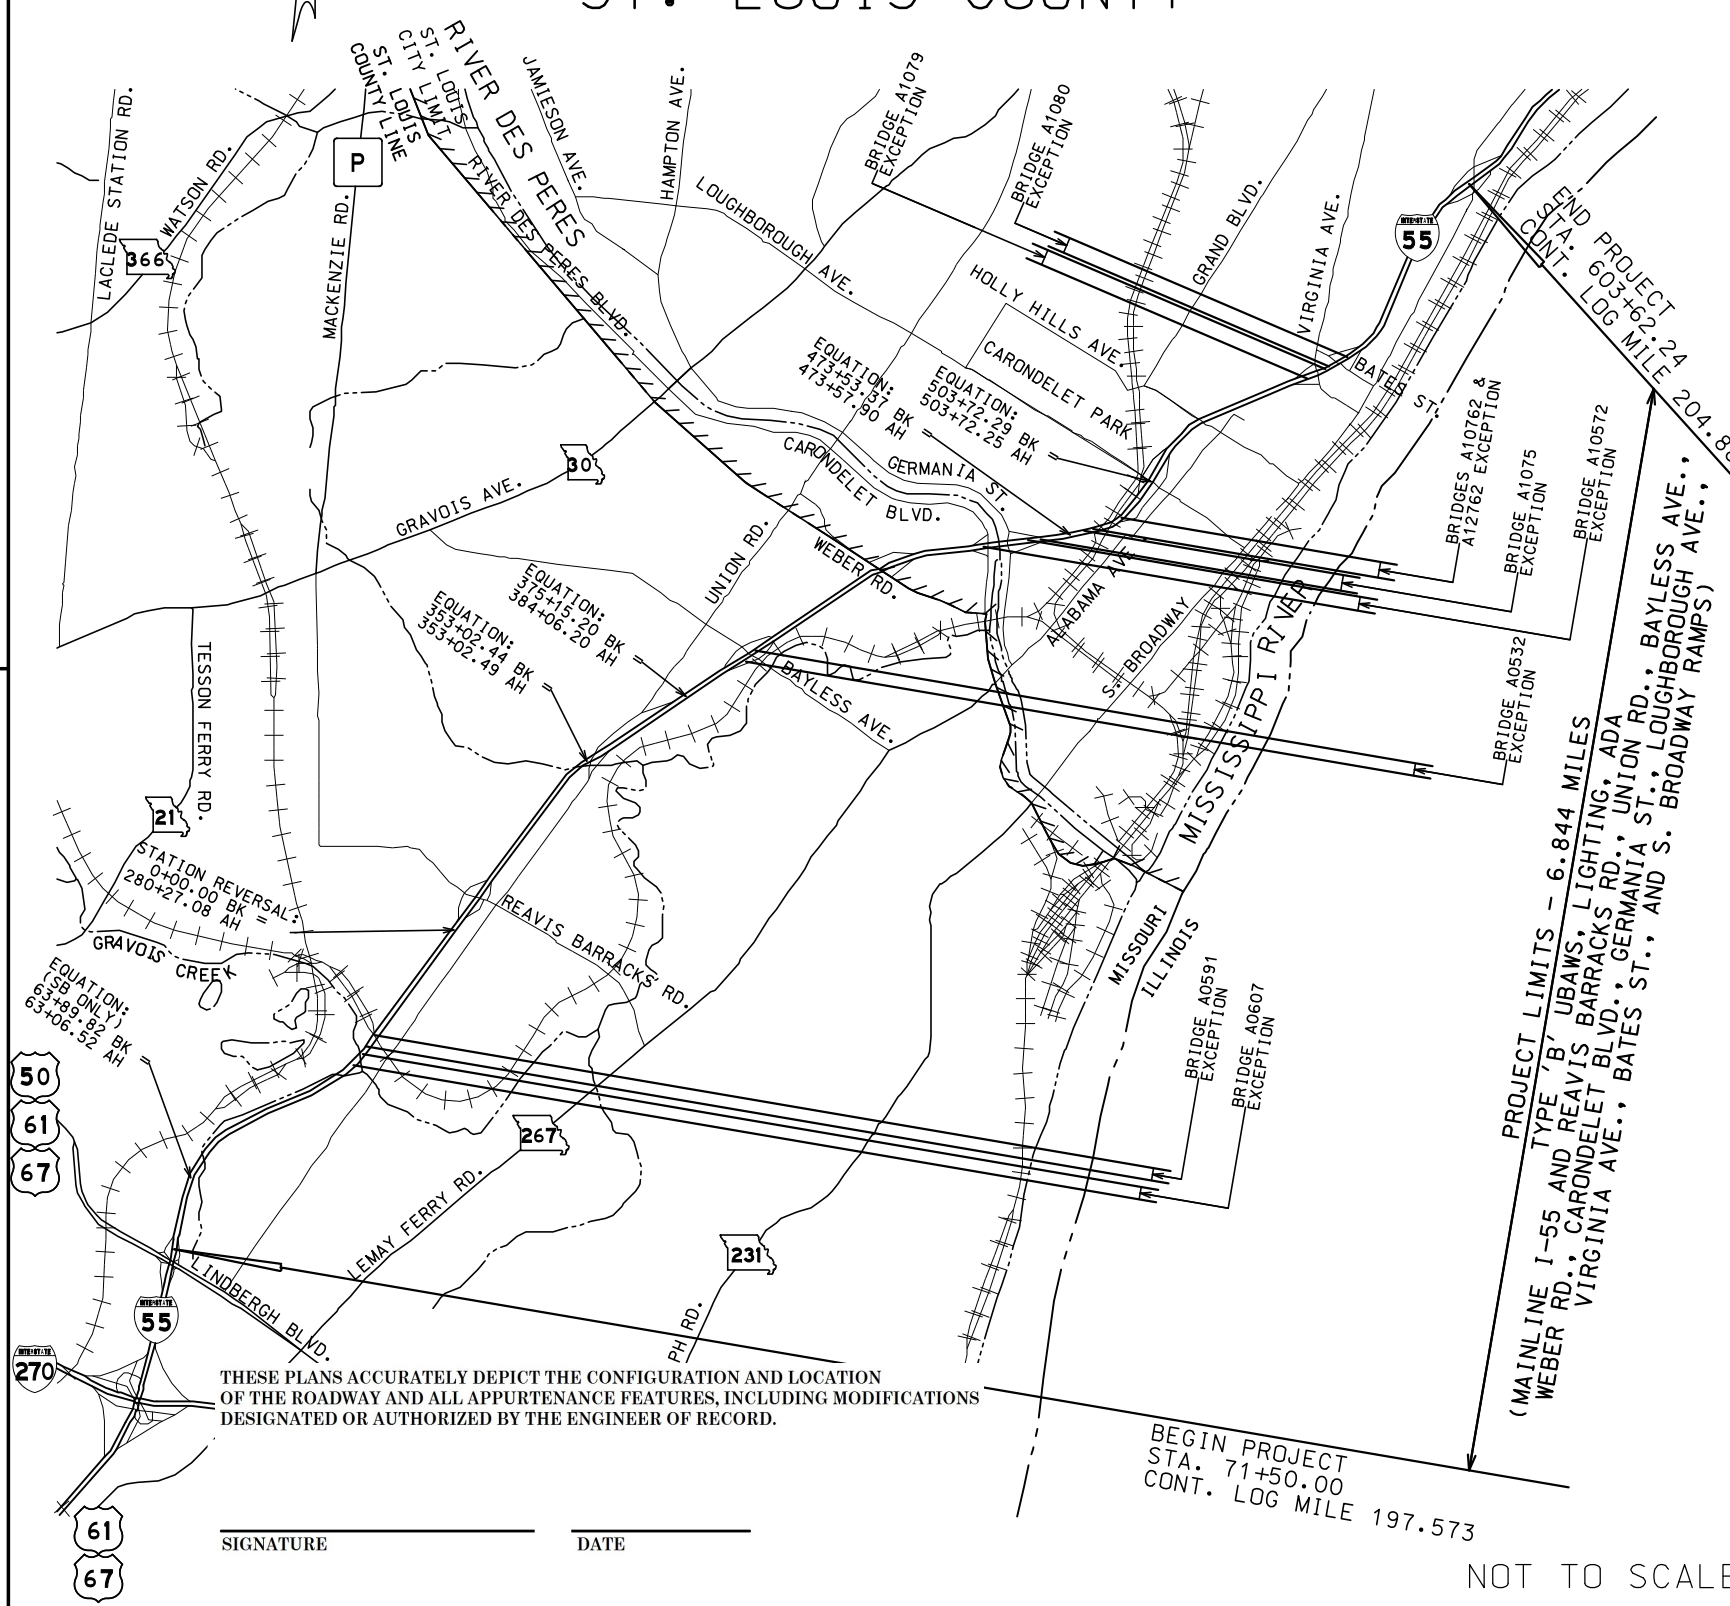 ST. LOUIS COUNTY
RIVER DES PERES
ST. LOUIS
CITY LIMIT
ST. LOUIS
COUNTY LINE
JAMIESON AVE.
HAMPTON AVE.
BRIDGE A1079
EXCEPTION
BRIDGE A1080
EXCEPTION
LACLEDE STATION RD.
WATSON RD.
P
366
MACKENZIE RD.
RIVER DES PERES BLVD.
LOUGHBOROUGH AVE.
HOLLY HILLS AVE.
CARONDELET PARK
GRAND BLVD.
VIRGINIA AVE.
INTERSTATE
55
END PROJECT
STA. 603+62.24
CONT. LOG MILE 204.8
BATES ST.
EQUATION:
473+53.37 BK =
473+57.90 AH
EQUATION:
503+72.29 BK =
503+72.25 AH
BRIDGES A10762 &
A12762 EXCEPTION
BRIDGE A1075
EXCEPTION
BRIDGE A10572
EXCEPTION
30
GRAVOIS AVE.
CARONDELET BLVD.
GERMANIA ST.
UNION RD.
WEBER RD.
ALABAMA AVE.
S. BROADWAY
MISSISSIPPI RIVER
EQUATION:
375+15.20 BK =
384+06.20 AH
EQUATION:
353+02.44 BK =
353+02.49 AH
TESSON FERRY RD.
21
BAYLESS AVE.
BRIDGE A0532
EXCEPTION
STATION REVERSAL:
0+00.00 BK =
280+27.08 AH
GRAVOIS CREEK
REAVIS BARRACKS RD.
MISSOURI
ILLINOIS
EQUATION:
(SB ONLY)
63+89.82 BK =
63+06.52 AH
BRIDGE A0591
EXCEPTION
BRIDGE A0607
EXCEPTION
50
61
67
267
LEMAY FERRY RD.
231
PH RD.
LINDBERGH BLVD.
INTERSTATE
55
INTERSTATE
270
PROJECT LIMITS - 6.844 MILES
(MAINLINE I-55 TYPE 'B' UBAWS, LIGHTING, ADA
WEBER RD., AND REAVIS BARRACKS RD., UNION RD., BAYLESS AVE.,
CARONDELET BLVD., GERMANIA ST., LOUGHBOROUGH AVE.,
VIRGINIA AVE., BATES ST., AND S. BROADWAY RAMPS)
THESE PLANS ACCURATELY DEPICT THE CONFIGURATION AND LOCATION
OF THE ROADWAY AND ALL APPURTENANCE FEATURES, INCLUDING MODIFICATIONS
DESIGNATED OR AUTHORIZED BY THE ENGINEER OF RECORD.
BEGIN PROJECT
STA. 71+50.00
CONT. LOG MILE 197.573
SIGNATURE
DATE
61
67
NOT TO SCALE